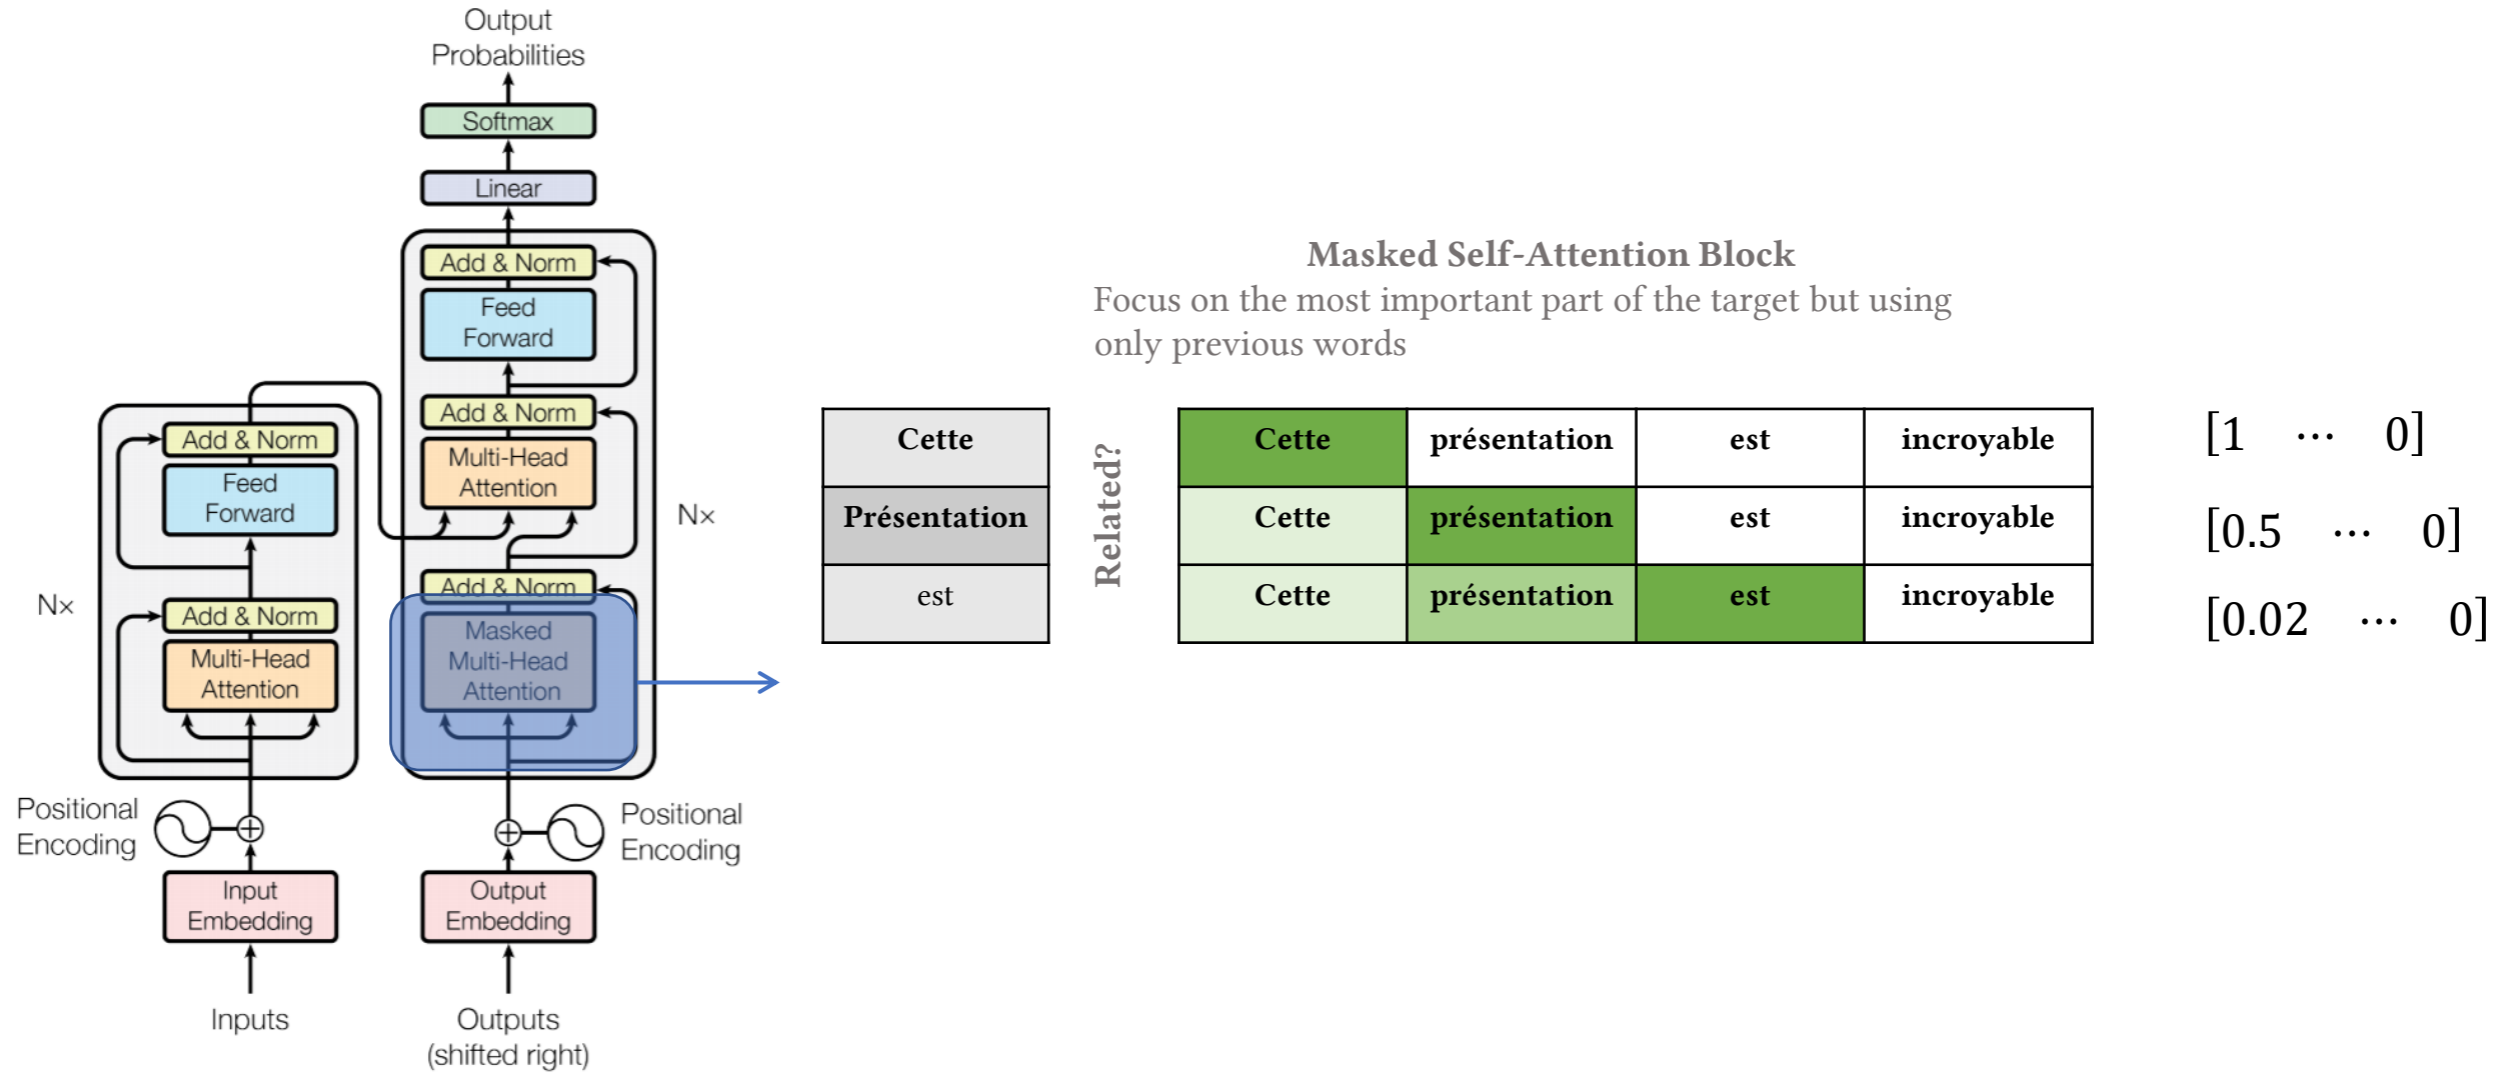 Output
Probabilities
Softmax
Linear
Add & Norm
Feed
Forward
Add & Norm
Multi-Head
Attention
Nx
Add & Norm
Masked
Multi-Head
Attention
Positional
Encoding
Output
Embedding
Outputs
(shifted right)
Add & Norm
Feed
Forward
Nx
Add & Norm
Multi-Head
Attention
Positional
Encoding
Input
Embedding
Inputs
Masked Self-Attention Block
Focus on the most important part of the target but using
only previous words
Cette
Présentation
est
Related?
Cette présentation est incroyable
Cette présentation est incroyable
Cette présentation est incroyable
[1 ⋯ 0]
[0.5 ⋯ 0]
[0.02 ⋯ 0]